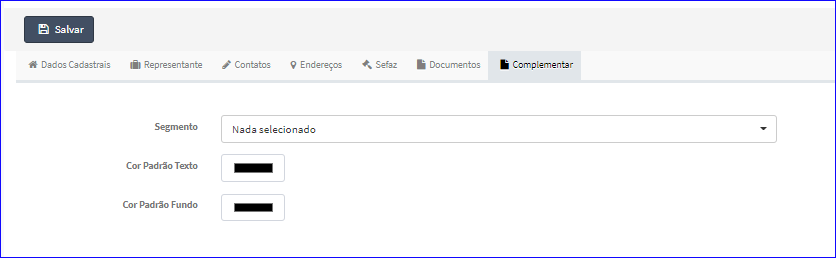 Salvar
Dados Cadastrais Representante Contatos Endereços Sefaz Documentos Complementar
Segmento Nada selecionado
Cor Padrão Texto
Cor Padrão Fundo